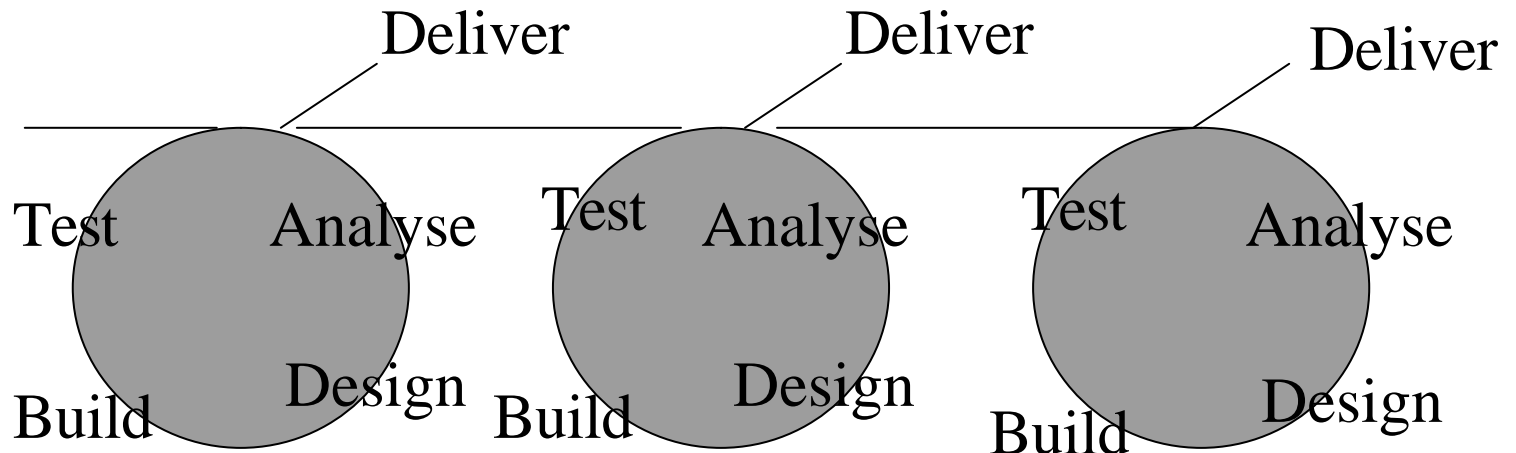 Deliver
Deliver
Deliver
Test
Analyse
Test
Analyse
Test
Analyse
Build
Design
Build
Design
Build
Design